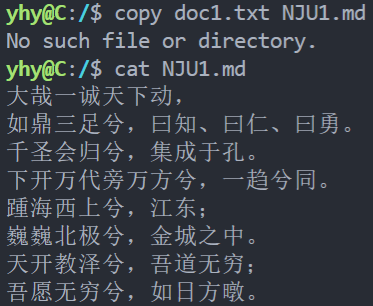 yhy@C:/$ copy doc1.txt NJU1.md
No such file or directory.
yhy@C:/$ cat NJU1.md
大哉一诚天下动，
如鼎三足兮，曰知、曰仁、曰勇。
千圣会归兮，集成于孔。
下开万代旁万方兮，一趋兮同。
踵海西上兮，江东；
巍巍北极兮，金城之中。
天开教泽兮，吾道无穷；
吾愿无穷兮，如日方暾。